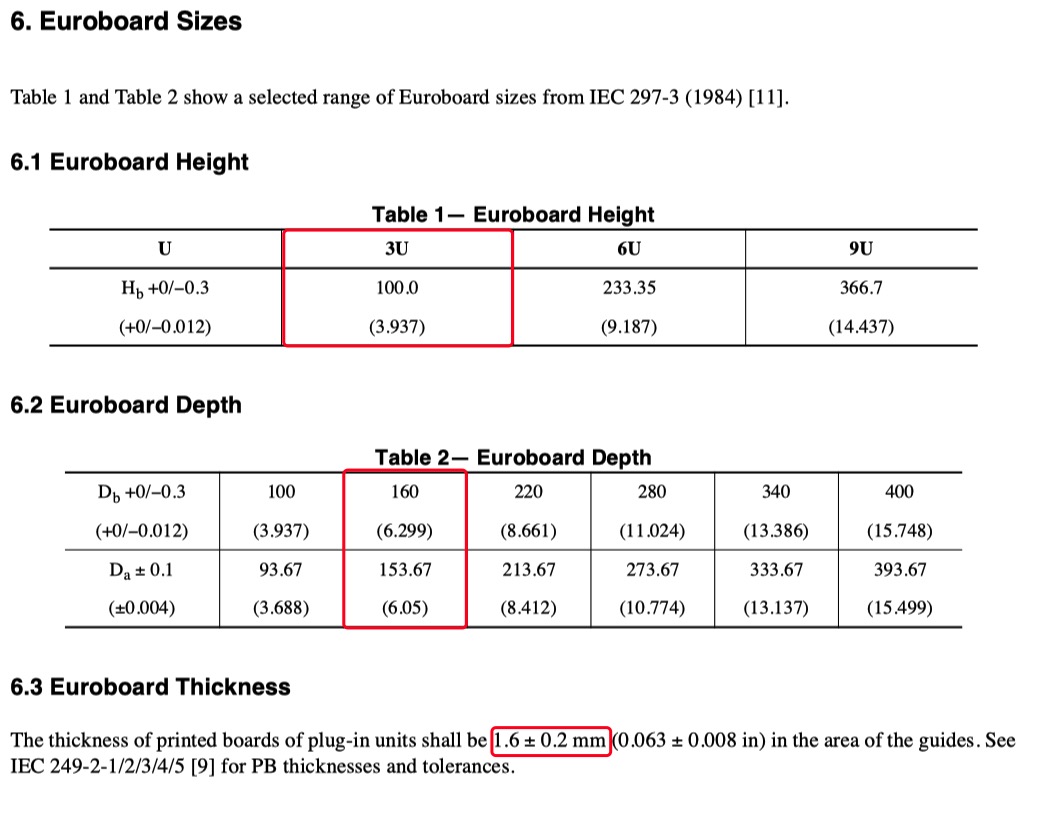 6. Euroboard Sizes
Table 1 and Table 2 show a selected range of Euroboard sizes from IEC 297-3 (1984) [11].
6.1 Euroboard Height
Table 1— Euroboard Height
U 3U 6U 9U
Hb +0/–0.3 100.0 233.35 366.7
(+0/–0.012) (3.937) (9.187) (14.437)
6.2 Euroboard Depth
Table 2— Euroboard Depth
Db +0/–0.3 100 160 220 280 340 400
(+0/–0.012) (3.937) (6.299) (8.661) (11.024) (13.386) (15.748)
Da ± 0.1 93.67 153.67 213.67 273.67 333.67 393.67
(±0.004) (3.688) (6.05) (8.412) (10.774) (13.137) (15.499)
6.3 Euroboard Thickness
The thickness of printed boards of plug-in units shall be 1.6 ± 0.2 mm (0.063 ± 0.008 in) in the area of the guides. See
IEC 249-2-1/2/3/4/5 [9] for PB thicknesses and tolerances.